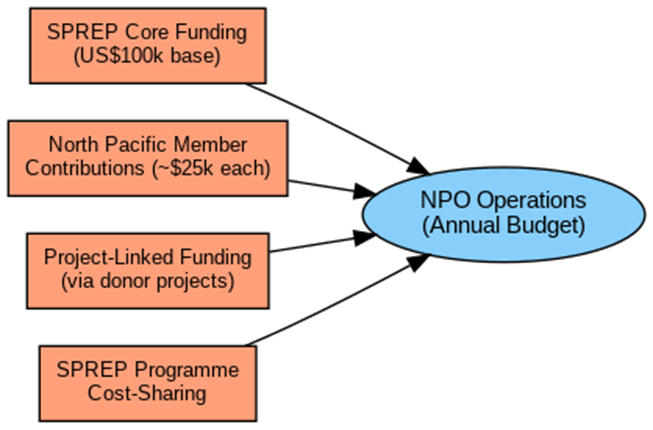 SPREP Core Funding
(US$100k base)
North Pacific Member
Contributions (~$25k each)
Project-Linked Funding
(via donor projects)
SPREP Programme
Cost-Sharing
NPO Operations
(Annual Budget)